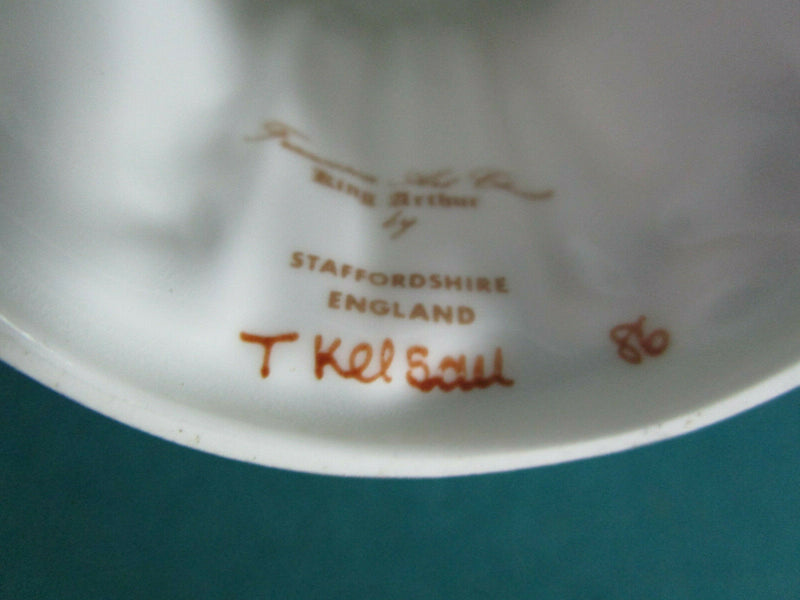 King Arthur
by
STAFFORDSHIRE
ENGLAND
T Kelsall 86